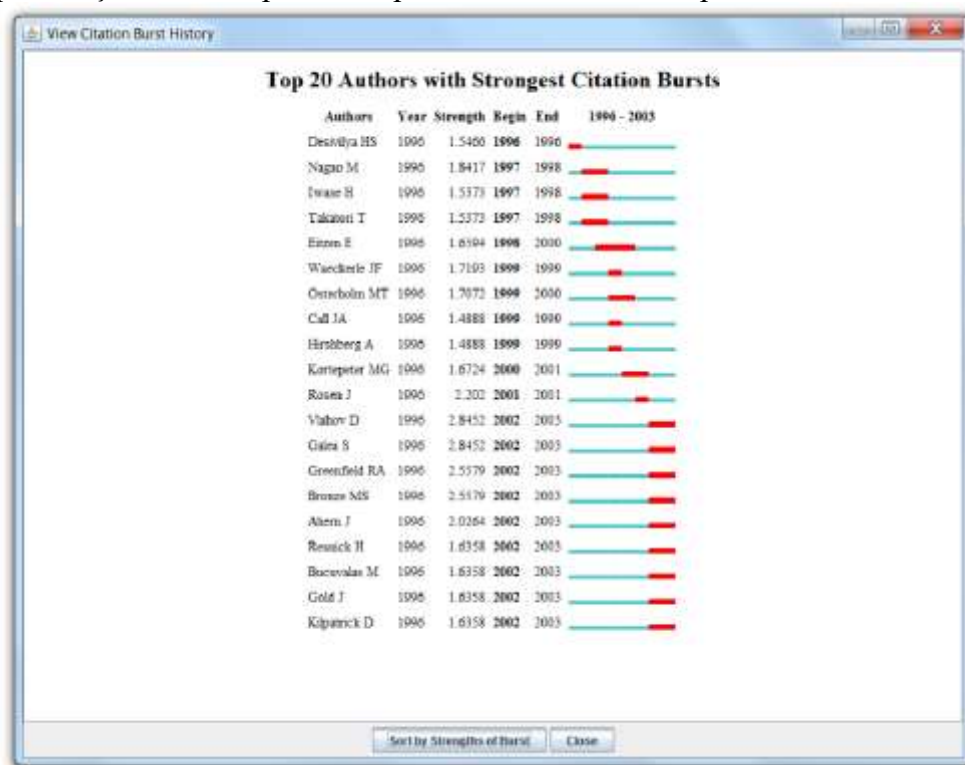 View Citation Burst History
Top 20 Authors with Strongest Citation Bursts
Authors Year Strength Begin End 1996 - 2003
Desivilya HS 1996 1.5466 1996 1996
Nagao M 1996 1.8417 1997 1998
Iwase H 1996 1.5373 1997 1998
Takatori T 1996 1.5373 1997 1998
Eitzen E 1996 1.6394 1998 2000
Waeckerle JF 1996 1.7193 1999 1999
Osterholm MT 1996 1.7072 1999 2000
Call JA 1996 1.4888 1999 1999
Hirshberg A 1996 1.4888 1999 1999
Kortepeter MG 1996 1.6724 2000 2001
Rosen J 1996 2.202 2001 2001
Vlahov D 1996 2.8452 2002 2003
Galea S 1996 2.8452 2002 2003
Greenfield RA 1996 2.5579 2002 2003
Bronze MS 1996 2.5579 2002 2003
Ahern J 1996 2.0264 2002 2003
Resnick H 1996 1.6358 2002 2003
Bucuvalas M 1996 1.6358 2002 2003
Gold J 1996 1.6358 2002 2003
Kilpatrick D 1996 1.6358 2002 2003
Sort by Strengths of Burst Close